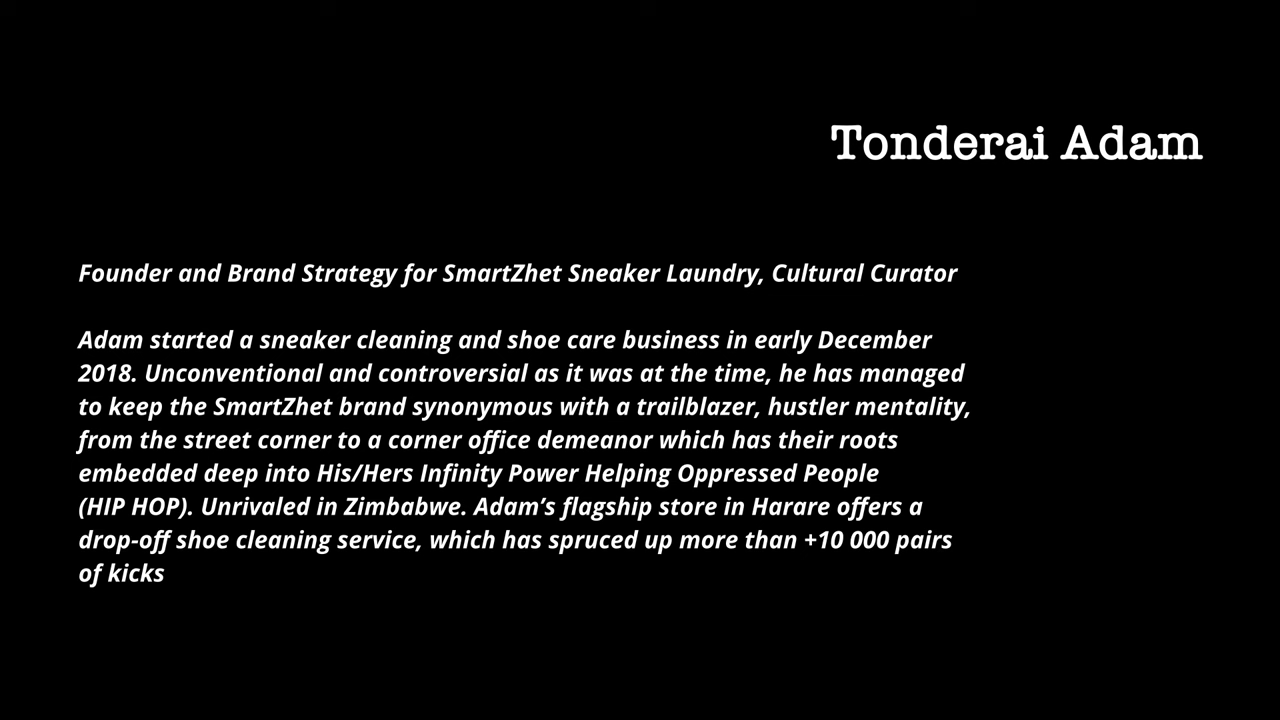 Tonderai Adam
Founder and Brand Strategy for SmartZhet Sneaker Laundry, Cultural Curator
Adam started a sneaker cleaning and shoe care business in early December
2018. Unconventional and controversial as it was at the time, he has managed
to keep the SmartZhet brand synonymous with a trailblazer, hustler mentality,
from the street corner to a corner office demeanor which has their roots
embedded deep into His/Hers Infinity Power Helping Oppressed People
(HIP HOP). Unrivaled in Zimbabwe. Adam’s flagship store in Harare offers a
drop-off shoe cleaning service, which has spruced up more than +10 000 pairs
of kicks